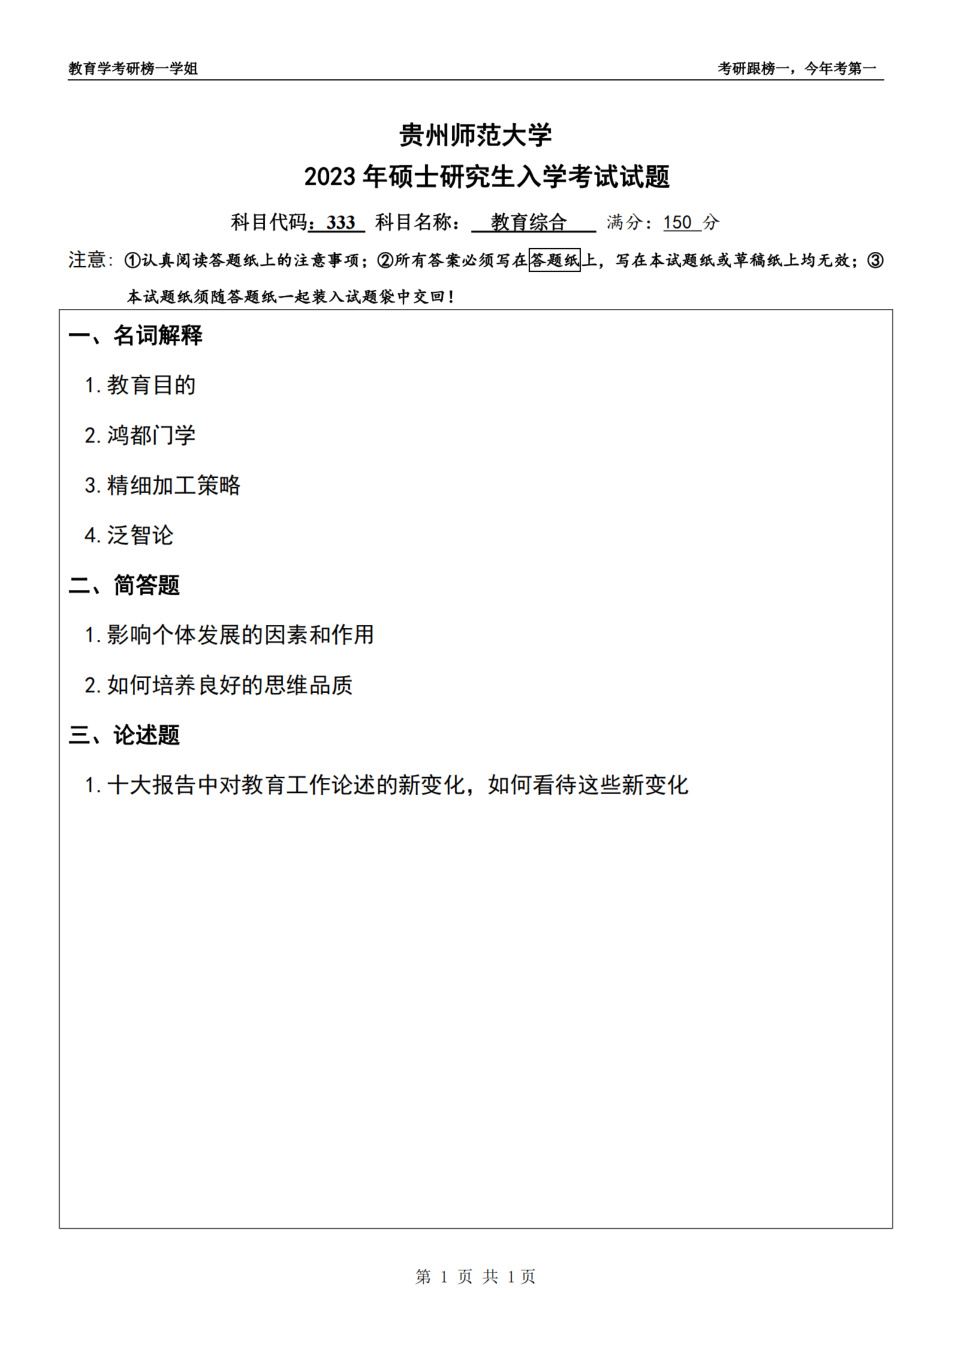 教育学考研榜一学姐 考研跟榜一，今年考第一
贵州师范大学
2023 年硕士研究生入学考试试题
科目代码：333 科目名称： 教育综合 满分：150 分
注意：①认真阅读答题纸上的注意事项；②所有答案必须写在答题纸上，写在本试题纸或草稿纸上均无效；③
本试题纸须随答题纸一起装入试题袋中交回！
一、名词解释
1.教育目的
2.鸿都门学
3.精细加工策略
4.泛智论
二、简答题
1.影响个体发展的因素和作用
2.如何培养良好的思维品质
三、论述题
1.十大报告中对教育工作论述的新变化，如何看待这些新变化
第 1 页 共 1页